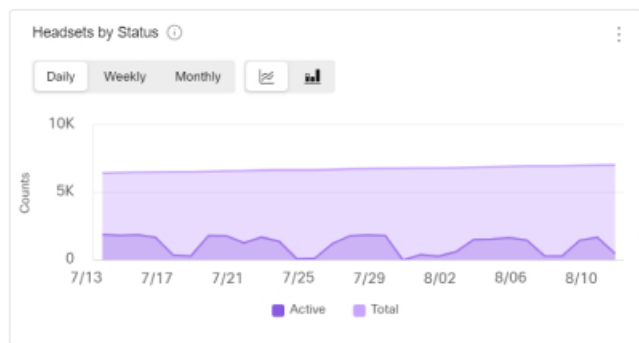 Headsets by Status
Daily Weekly Monthly
10K
5K
0
Counts
7/13 7/17 7/21 7/25 7/29 8/02 8/06 8/10
Active Total